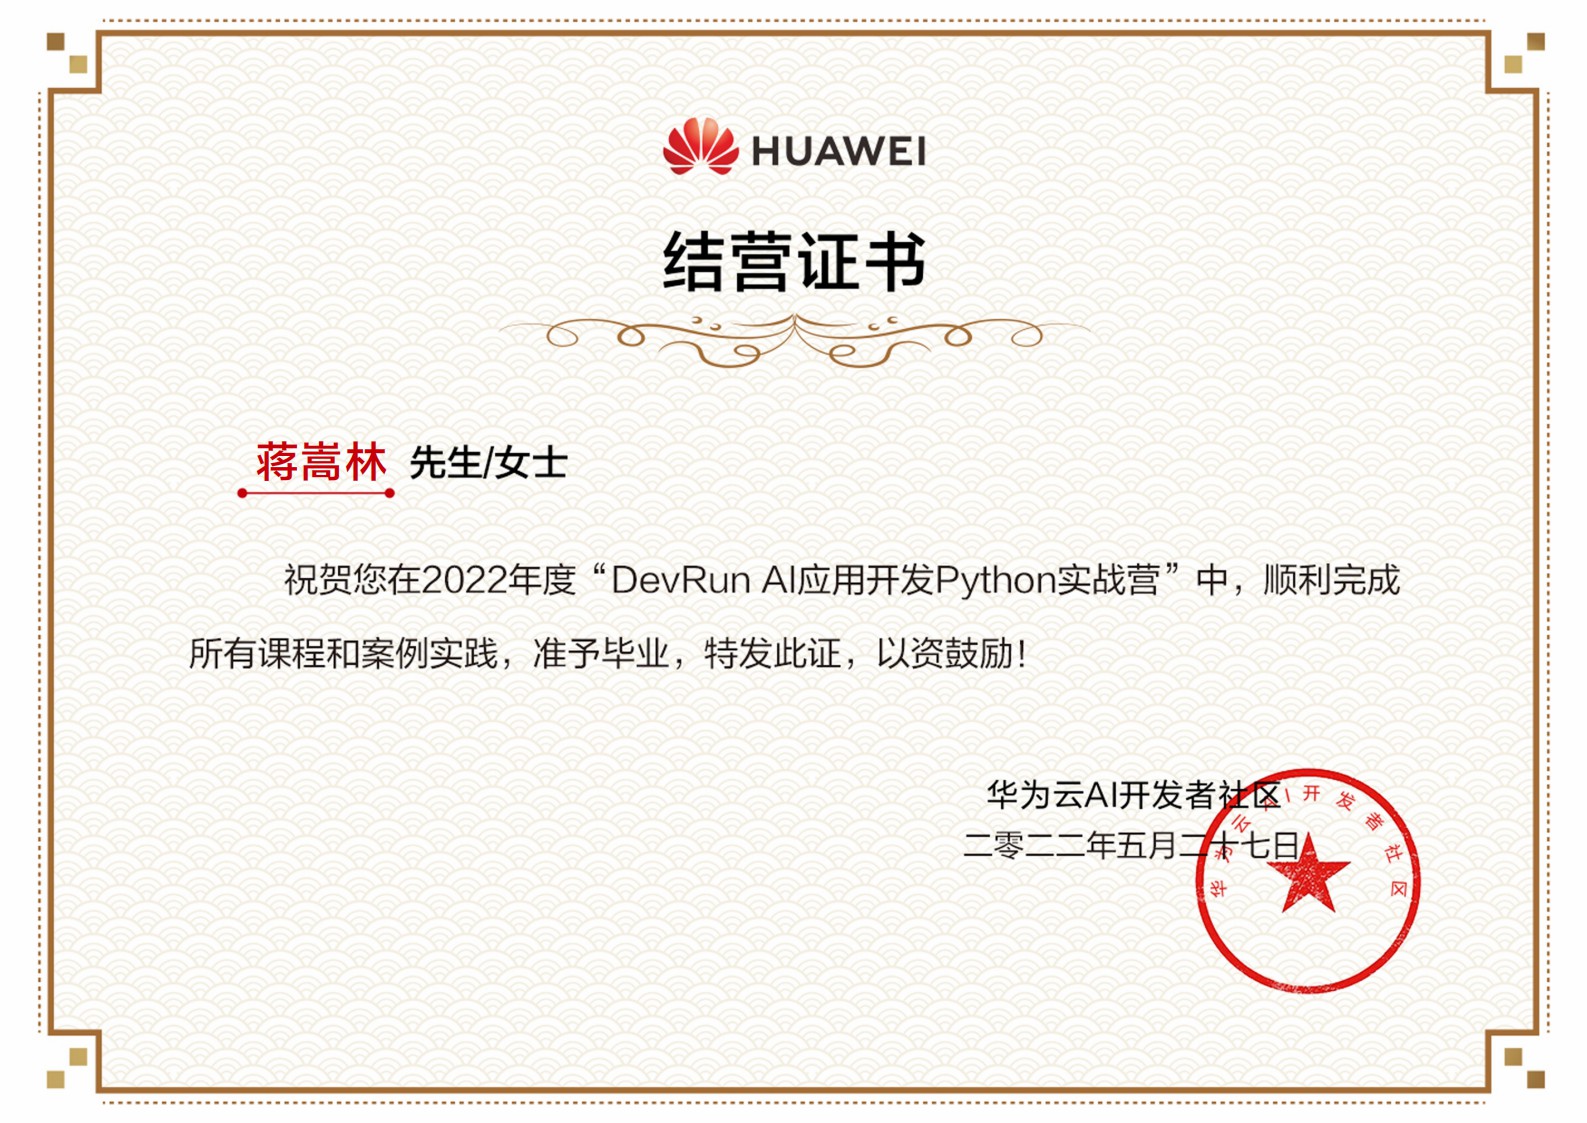 HUAWEI
结营证书
蒋嵩林 先生/女士
祝贺您在2022年度“DevRun AI应用开发Python实战营”中，顺利完成
所有课程和案例实践，准予毕业，特发此证，以资鼓励！
华为云AI开发者社区
二零二二年五月二十七日
华为云AI开发者社区